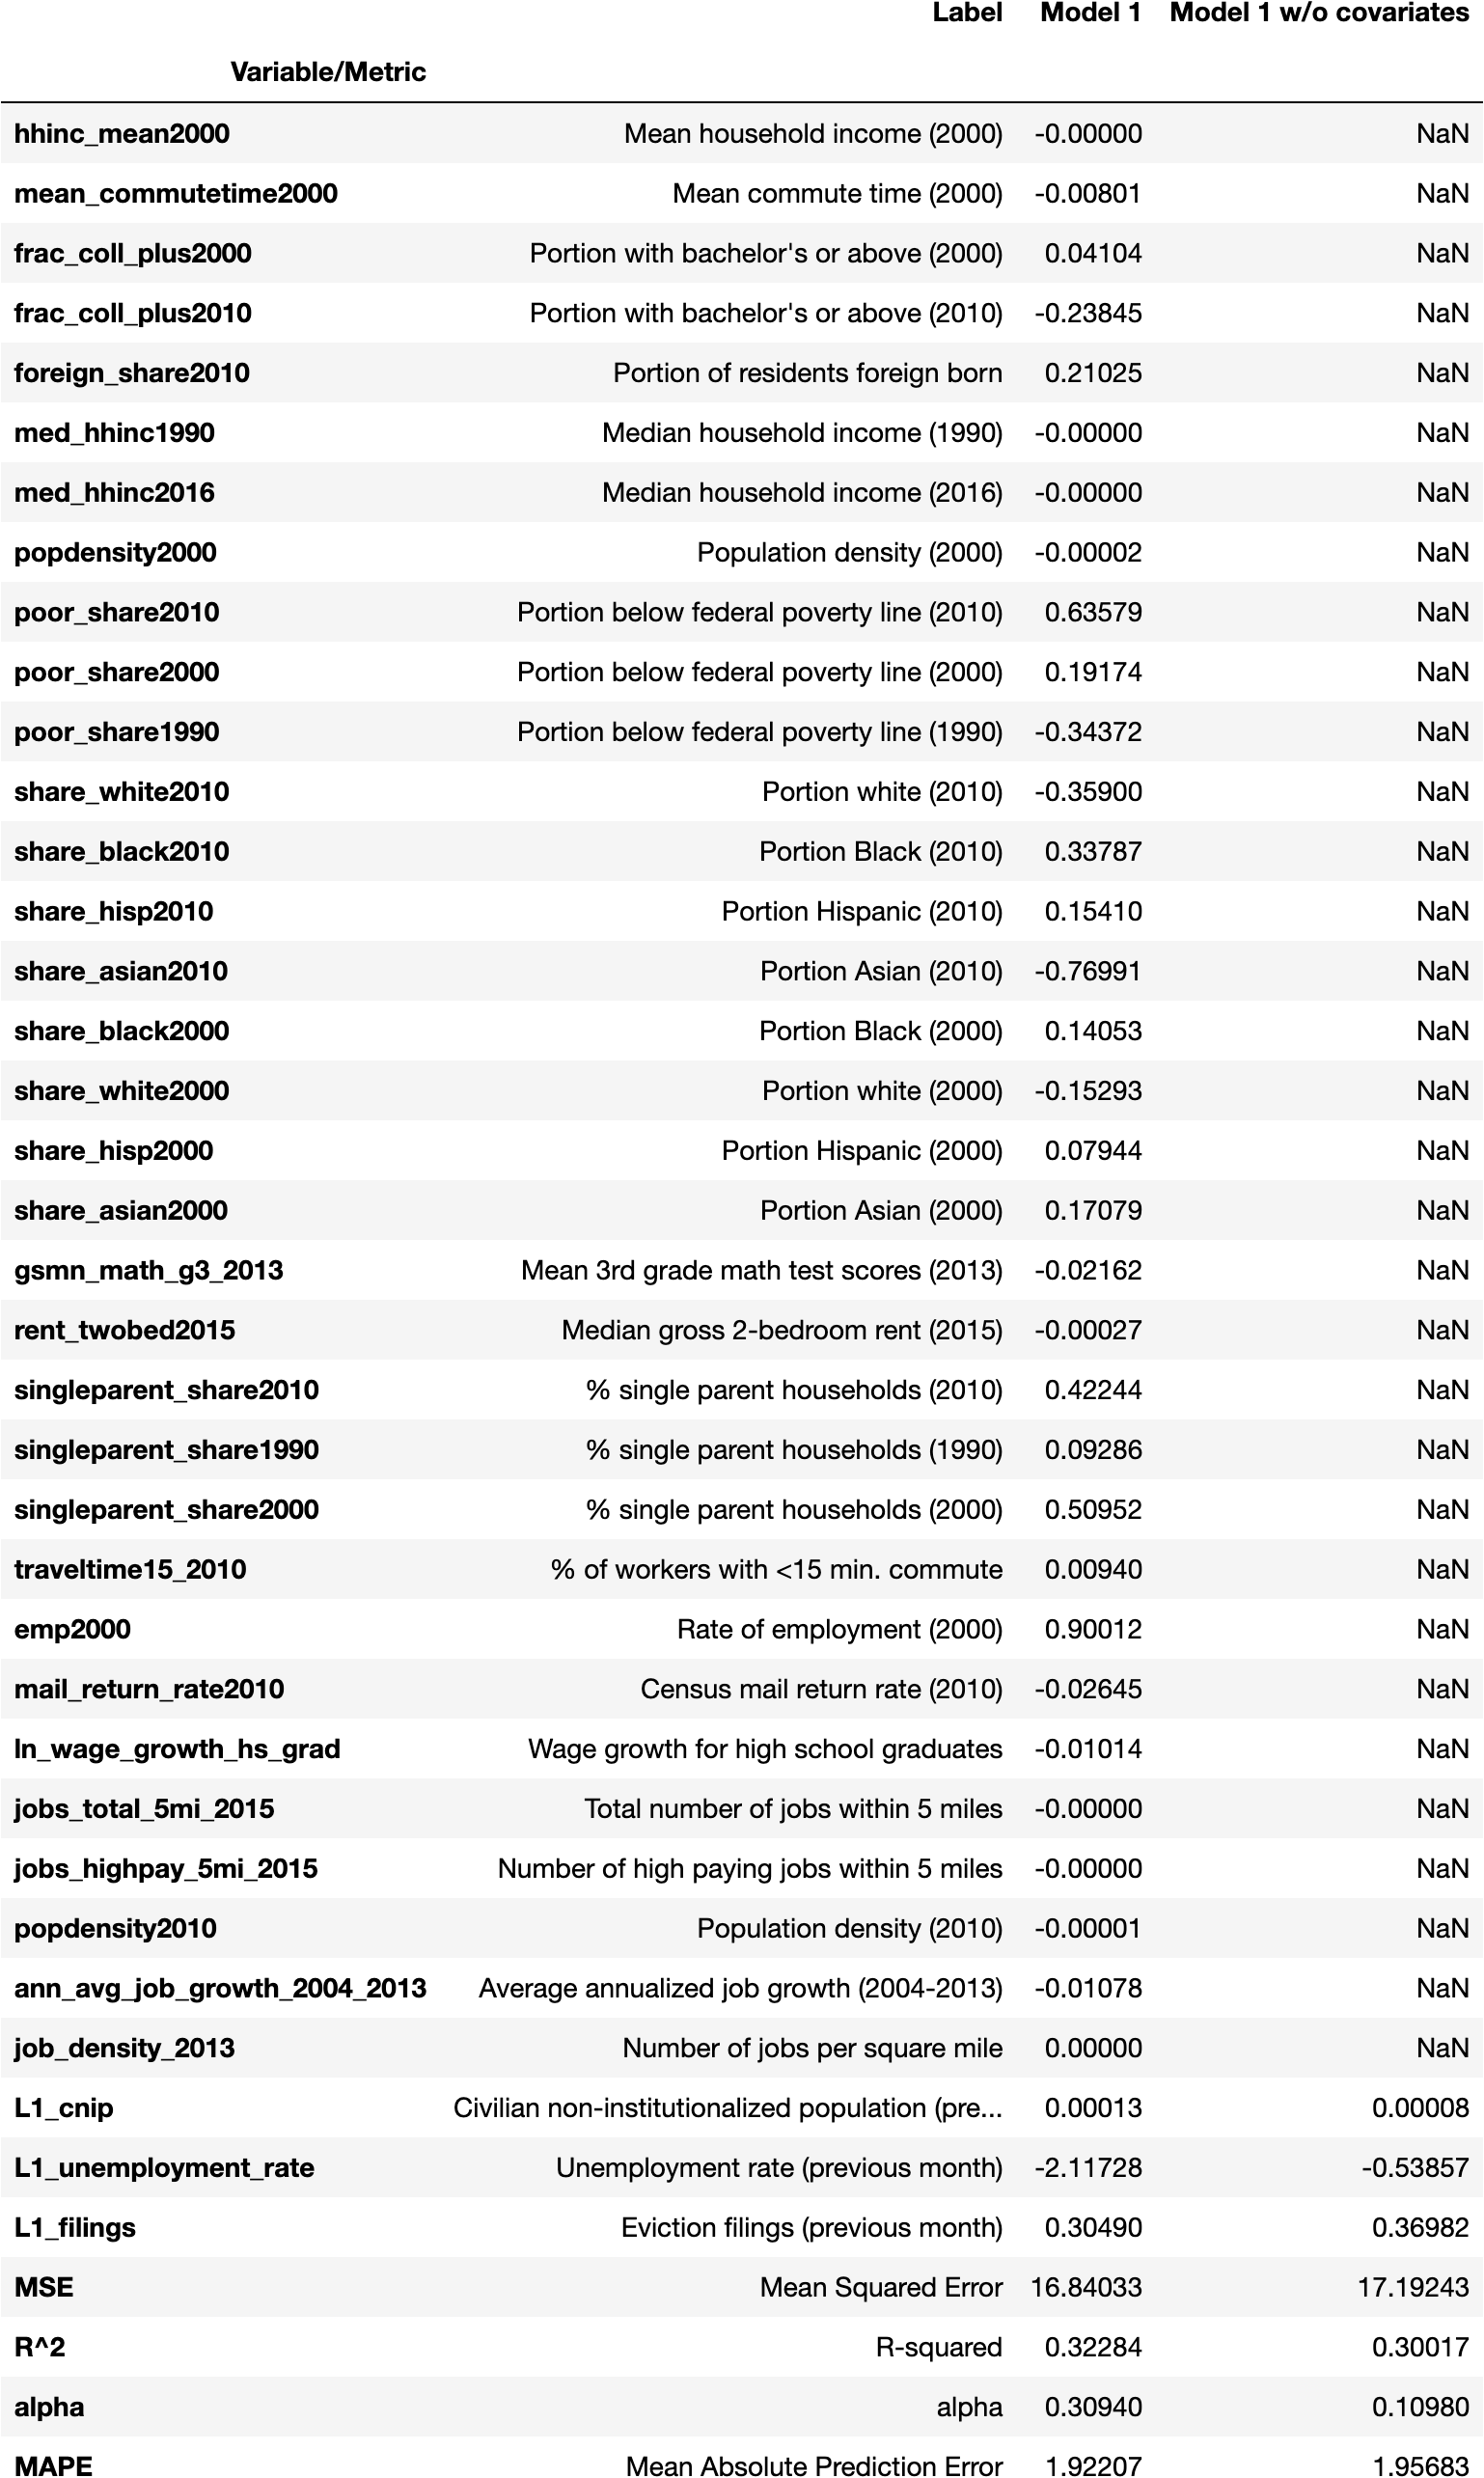 Label Model 1 Model 1 w/o covariates
Variable/Metric
hhinc_mean2000 Mean household income (2000) -0.00000 NaN
mean_commutetime2000 Mean commute time (2000) -0.00801 NaN
frac_coll_plus2000 Portion with bachelor's or above (2000) 0.04104 NaN
frac_coll_plus2010 Portion with bachelor's or above (2010) -0.23845 NaN
foreign_share2010 Portion of residents foreign born 0.21025 NaN
med_hhinc1990 Median household income (1990) -0.00000 NaN
med_hhinc2016 Median household income (2016) -0.00000 NaN
popdensity2000 Population density (2000) -0.00002 NaN
poor_share2010 Portion below federal poverty line (2010) 0.63579 NaN
poor_share2000 Portion below federal poverty line (2000) 0.19174 NaN
poor_share1990 Portion below federal poverty line (1990) -0.34372 NaN
share_white2010 Portion white (2010) -0.35900 NaN
share_black2010 Portion Black (2010) 0.33787 NaN
share_hisp2010 Portion Hispanic (2010) 0.15410 NaN
share_asian2010 Portion Asian (2010) -0.76991 NaN
share_black2000 Portion Black (2000) 0.14053 NaN
share_white2000 Portion white (2000) -0.15293 NaN
share_hisp2000 Portion Hispanic (2000) 0.07944 NaN
share_asian2000 Portion Asian (2000) 0.17079 NaN
gsmn_math_g3_2013 Mean 3rd grade math test scores (2013) -0.02162 NaN
rent_twobed2015 Median gross 2-bedroom rent (2015) -0.00027 NaN
singleparent_share2010 % single parent households (2010) 0.42244 NaN
singleparent_share1990 % single parent households (1990) 0.09286 NaN
singleparent_share2000 % single parent households (2000) 0.50952 NaN
traveltime15_2010 % of workers with <15 min. commute 0.00940 NaN
emp2000 Rate of employment (2000) 0.90012 NaN
mail_return_rate2010 Census mail return rate (2010) -0.02645 NaN
ln_wage_growth_hs_grad Wage growth for high school graduates -0.01014 NaN
jobs_total_5mi_2015 Total number of jobs within 5 miles -0.00000 NaN
jobs_highpay_5mi_2015 Number of high paying jobs within 5 miles -0.00000 NaN
popdensity2010 Population density (2010) -0.00001 NaN
ann_avg_job_growth_2004_2013 Average annualized job growth (2004-2013) -0.01078 NaN
job_density_2013 Number of jobs per square mile 0.00000 NaN
L1_cnip Civilian non-institutionalized population (pre... 0.00013 0.00008
L1_unemployment_rate Unemployment rate (previous month) -2.11728 -0.53857
L1_filings Eviction filings (previous month) 0.30490 0.36982
MSE Mean Squared Error 16.84033 17.19243
R^2 R-squared 0.32284 0.30017
alpha alpha 0.30940 0.10980
MAPE Mean Absolute Prediction Error 1.92207 1.95683